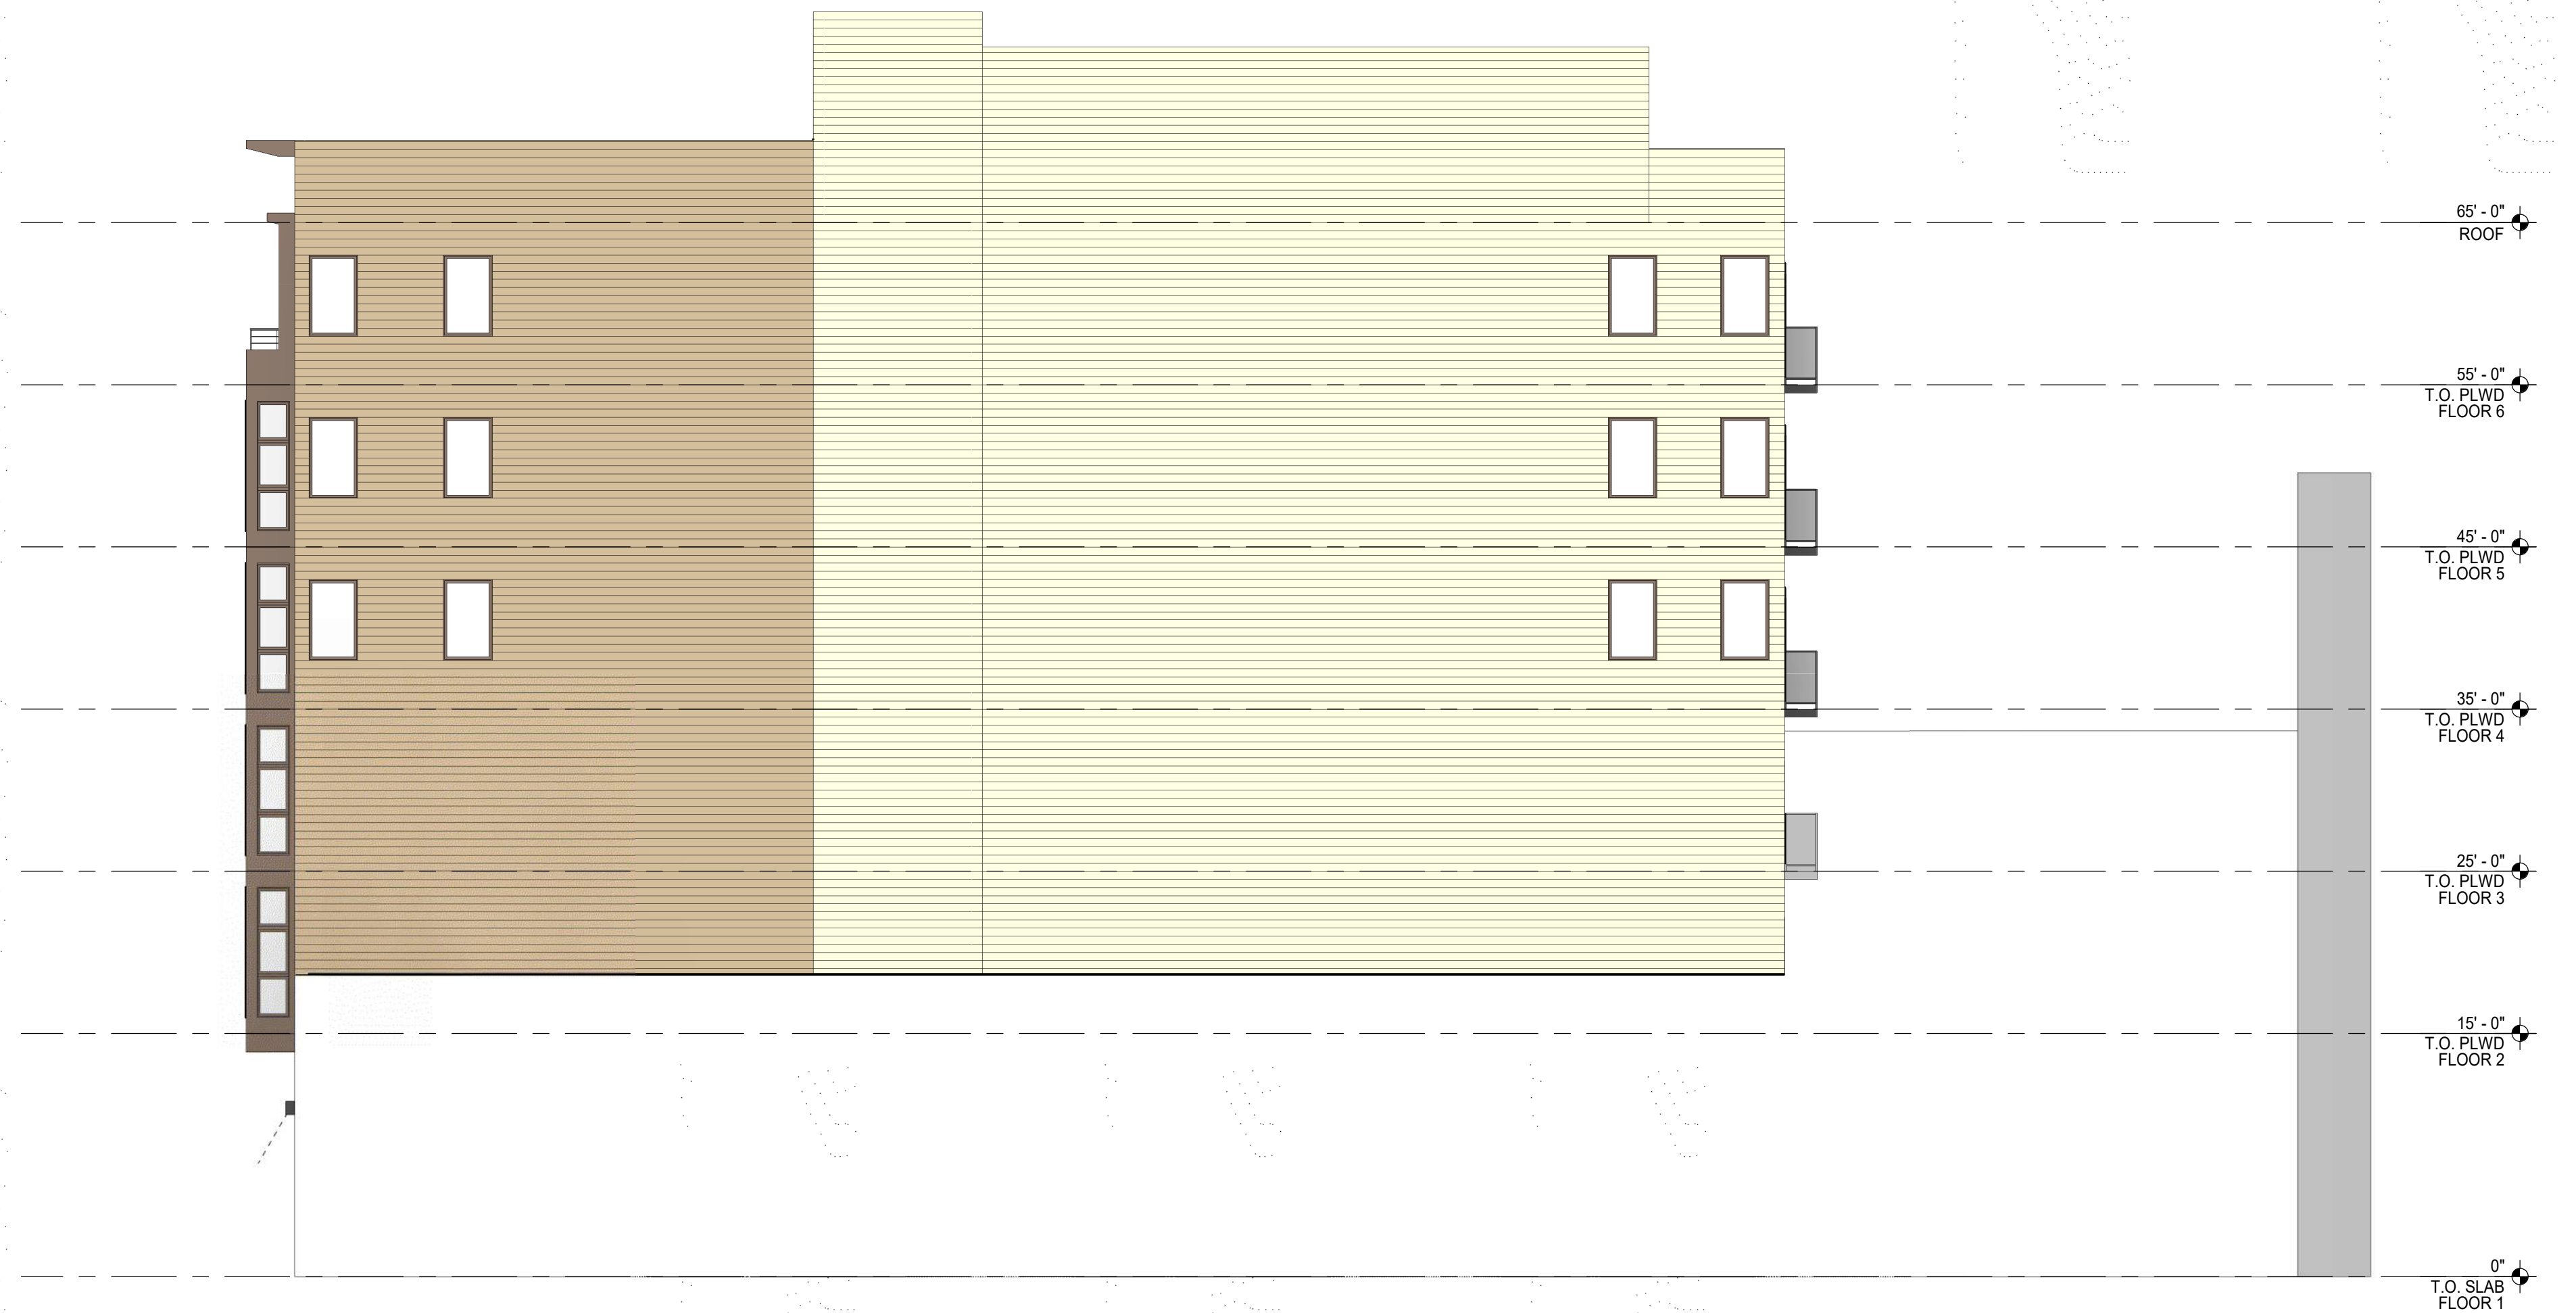 65' - 0"
ROOF
55' - 0"
T.O. PLWD
FLOOR 6
45' - 0"
T.O. PLWD
FLOOR 5
35' - 0"
T.O. PLWD
FLOOR 4
25' - 0"
T.O. PLWD
FLOOR 3
15' - 0"
T.O. PLWD
FLOOR 2
0"
T.O. SLAB
FLOOR 1